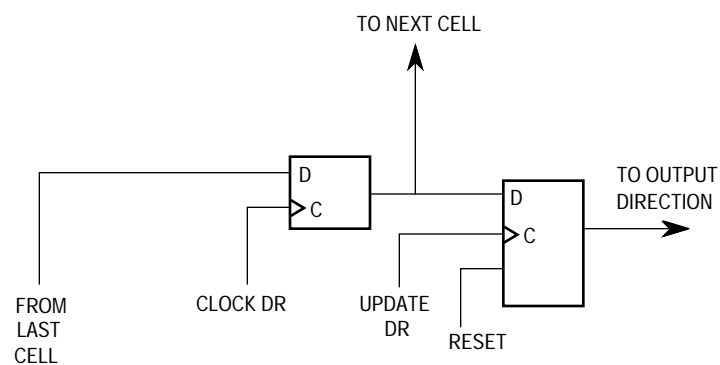 TO NEXT CELL
D
C
TO OUTPUT
DIRECTION
D
C
FROM
LAST
CELL
CLOCK DR
UPDATE
DR
RESET